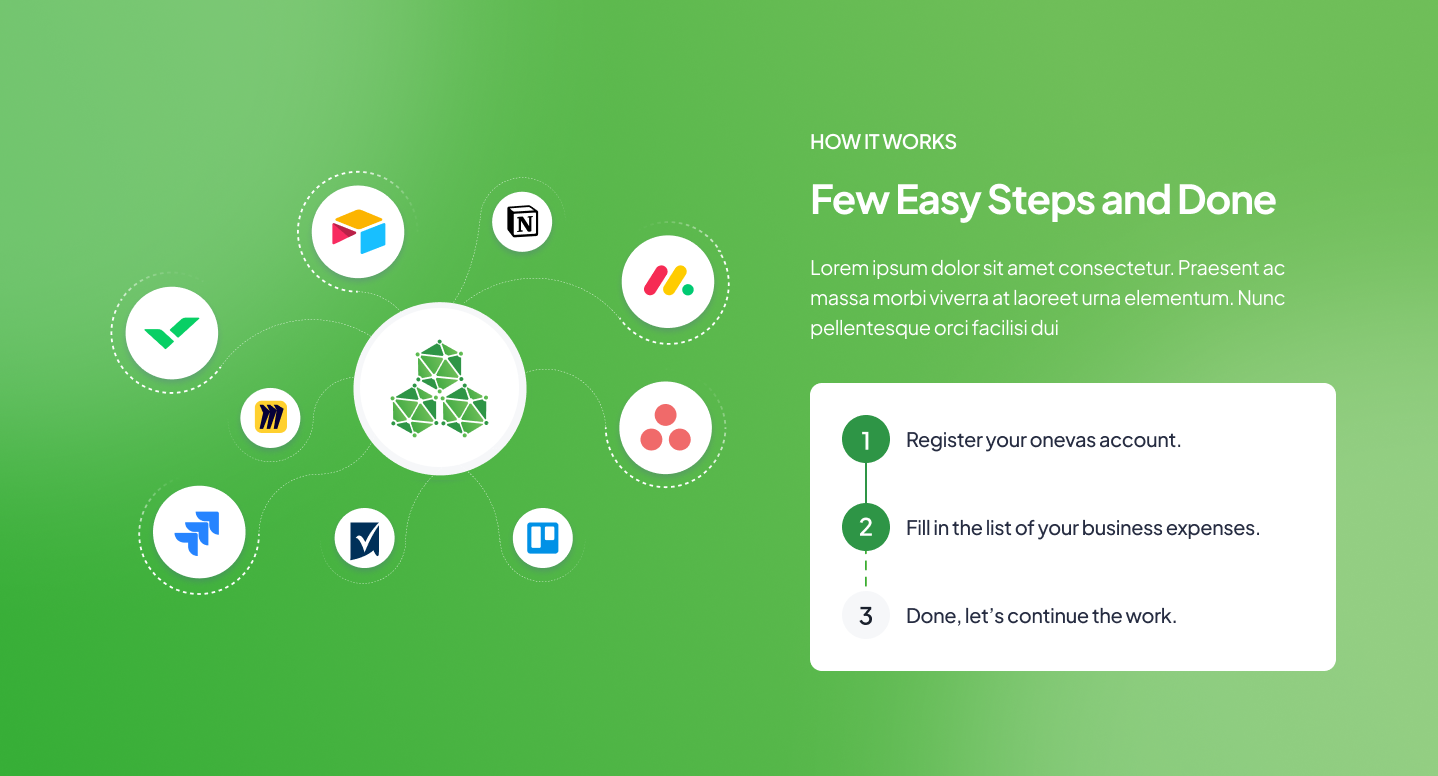 HOW IT WORKS
Few Easy Steps and Done
Lorem ipsum dolor sit amet consectetur. Praesent ac
massa morbi viverra at laoreet urna elementum. Nunc
pellentesque orci facilisi dui
N
1 Register your onevas account.
2 Fill in the list of your business expenses.
3 Done, let’s continue the work.